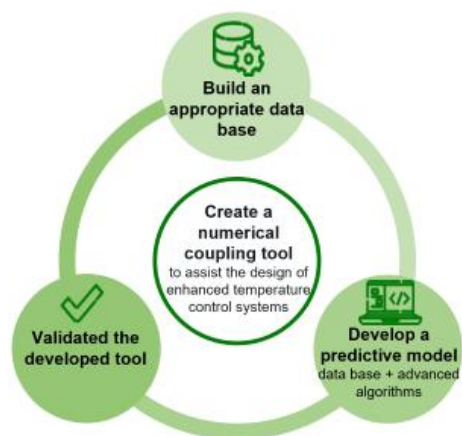 Build an
appropriate data
base
Create a
numerical
coupling tool
to assist the design of
enhanced temperature
control systems
Validated the
developed tool
</>
Develop a
predictive model
data base + advanced
algorithms